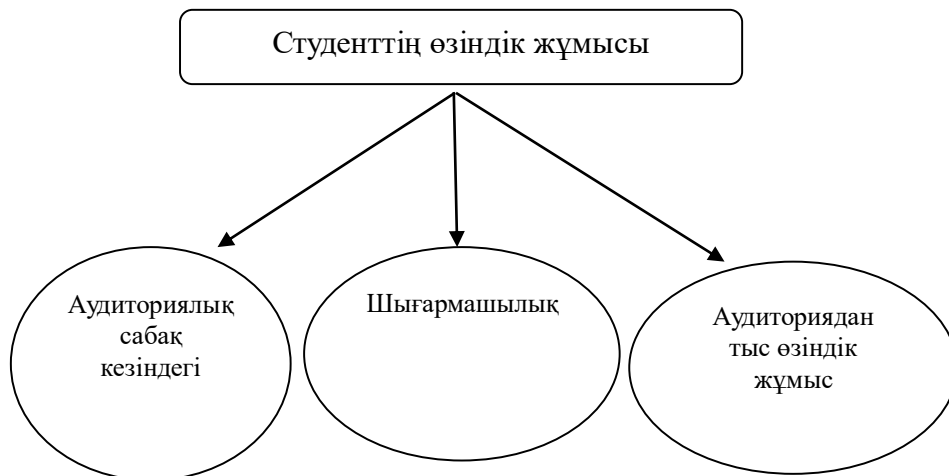 Студенттің өзіндік жұмысы
Аудиториялық
сабақ
кезіндегі
Шығармашылық
Аудиториядан
тыс өзіндік
жұмыс